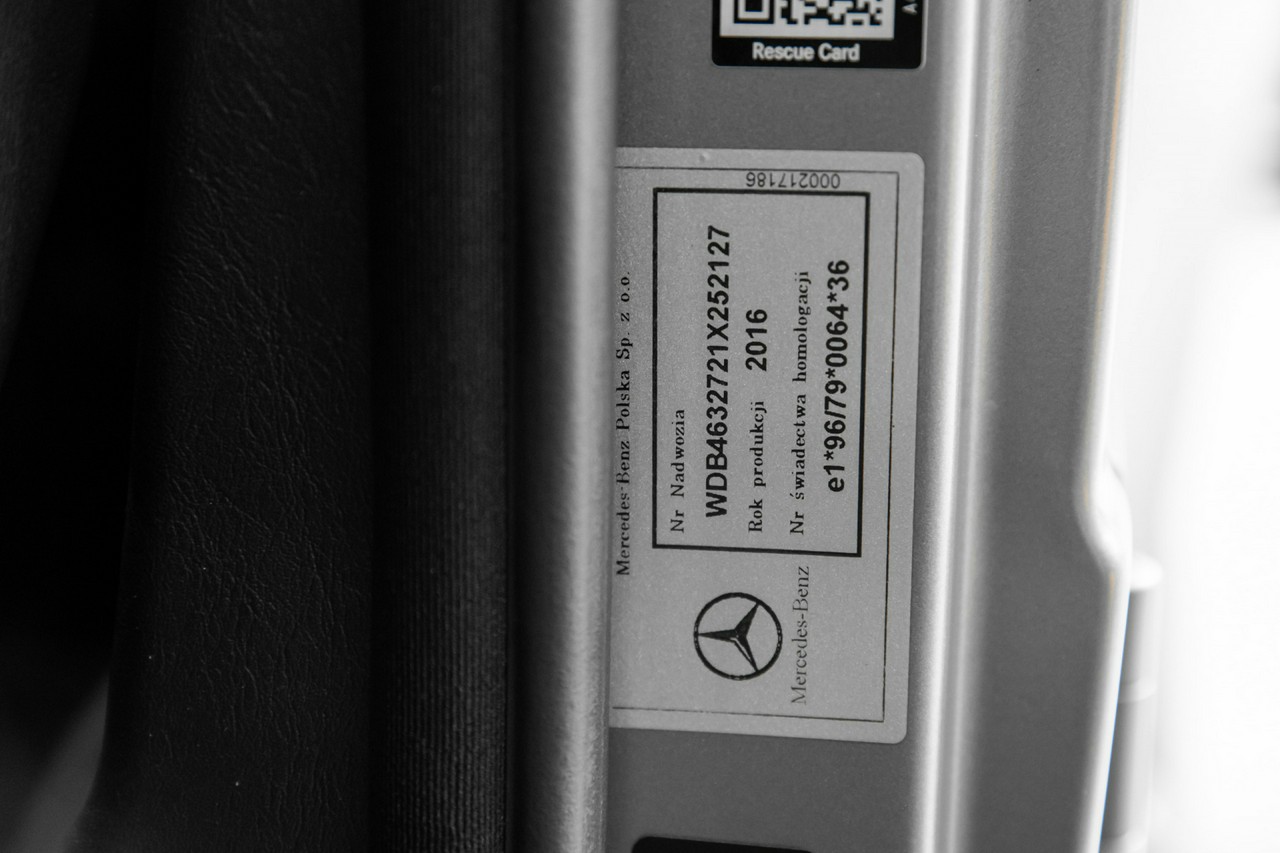 Rescue Card
000217186
Mercedes-Benz Polska Sp. z o.o.
Nr Nadwozia
WDB4632721X252127
Rok produkcji 2016
Nr świadectwa homologacji
e1*96/79*0064*36
Mercedes-Benz